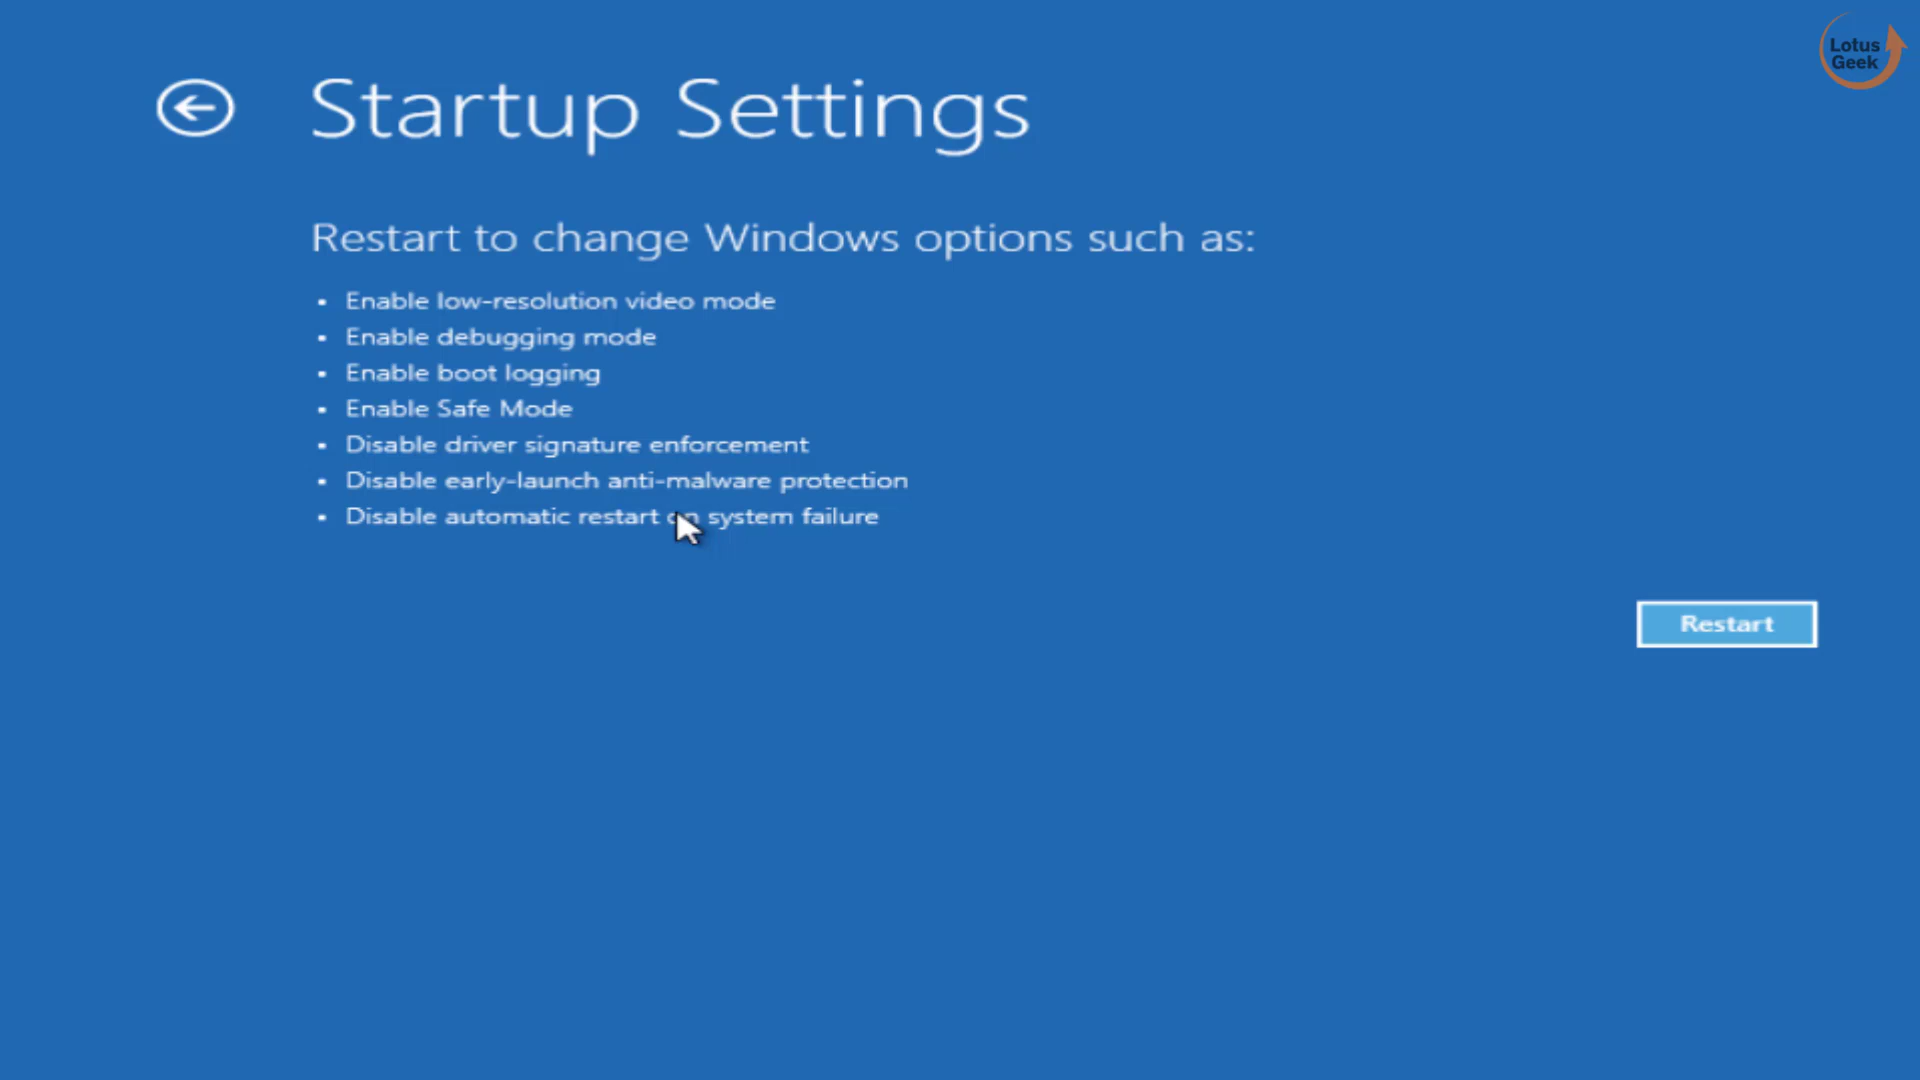 Lotus
Geek
Startup Settings
Restart to change Windows options such as:
• Enable low-resolution video mode
• Enable debugging mode
• Enable boot logging
• Enable Safe Mode
• Disable driver signature enforcement
• Disable early-launch anti-malware protection
• Disable automatic restart on system failure
Restart